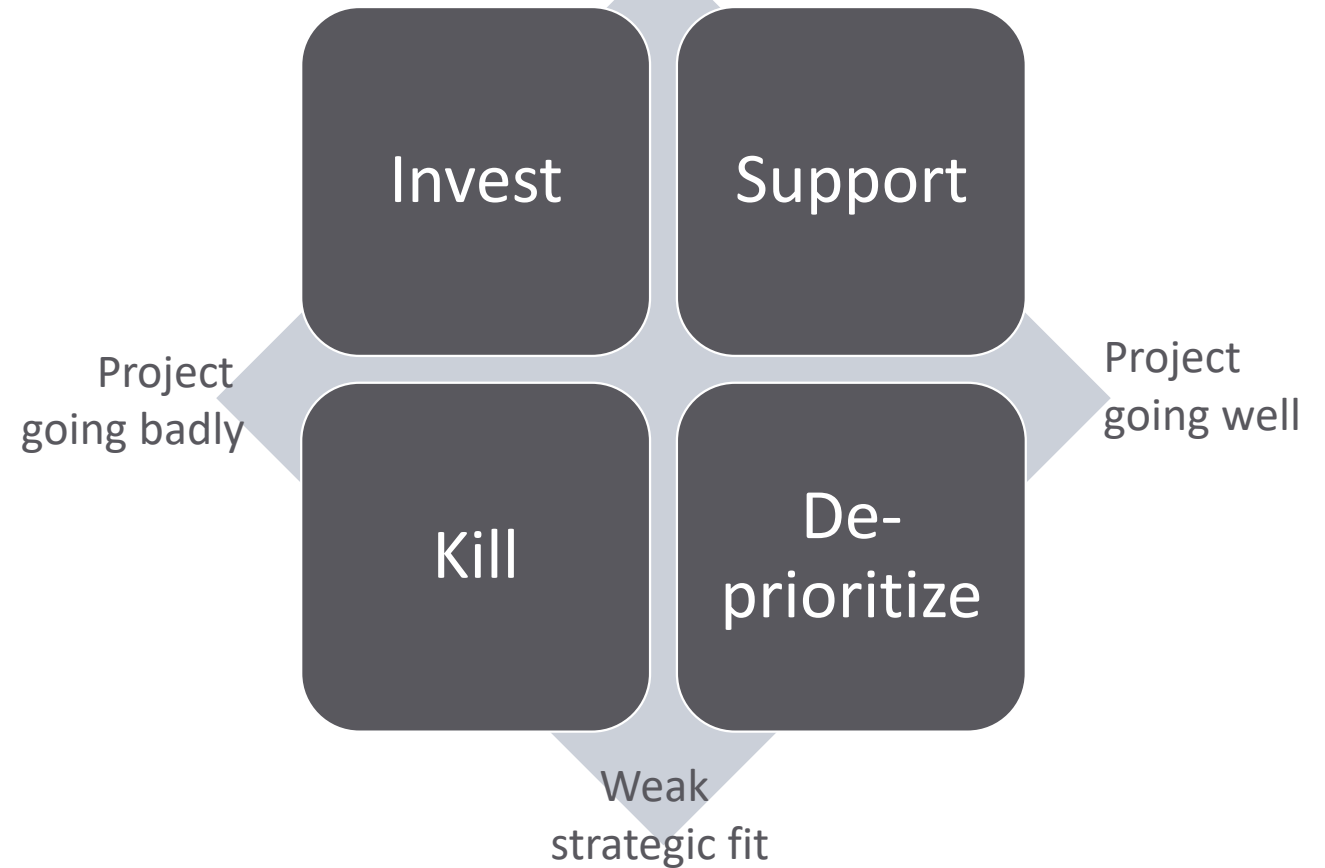 Invest
Support
Project
going badly
Project
going well
Kill
De-
prioritize
Weak
strategic fit